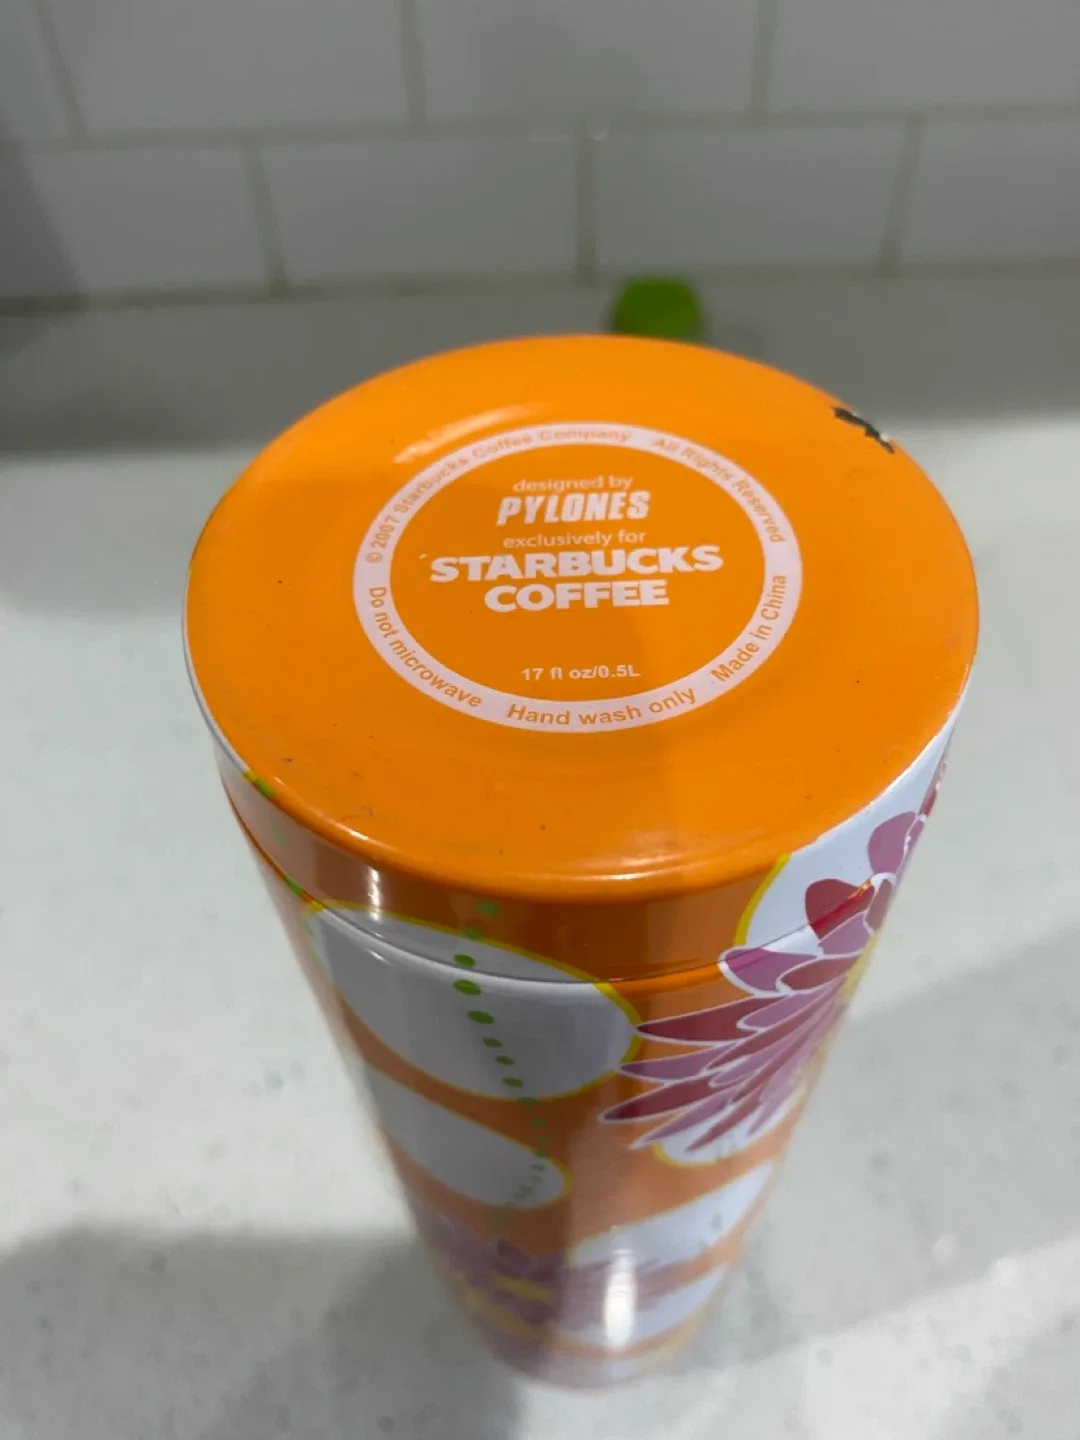 © 2007 Starbucks Coffee Company All Rights Reserved
designed by
PYLONES
exclusively for
STARBUCKS
COFFEE
17 fl oz/0.5L
Do not microwave Hand wash only Made in China